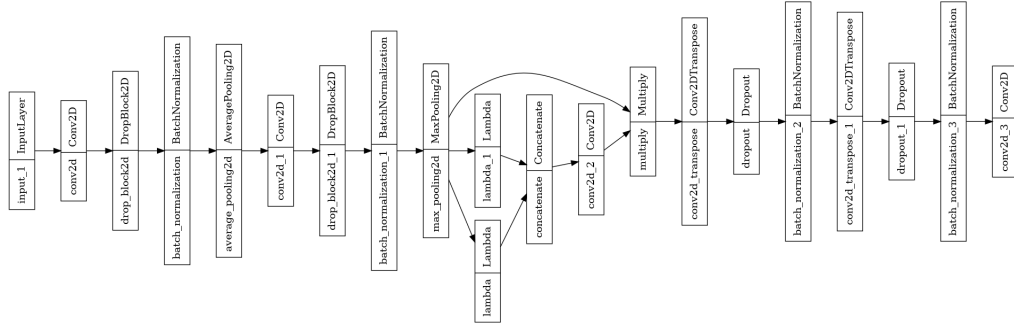 input_1 InputLayer
conv2d Conv2D
drop_block2d DropBlock2D
batch_normalization BatchNormalization
average_pooling2d AveragePooling2D
conv2d_1 Conv2D
drop_block2d_1 DropBlock2D
batch_normalization_1 BatchNormalization
max_pooling2d MaxPooling2D
lambda_1 Lambda
lambda Lambda
concatenate Concatenate
conv2d_2 Conv2D
multiply Multiply
conv2d_transpose Conv2DTranspose
dropout Dropout
batch_normalization_2 BatchNormalization
conv2d_transpose_1 Conv2DTranspose
dropout_1 Dropout
batch_normalization_3 BatchNormalization
conv2d_3 Conv2D